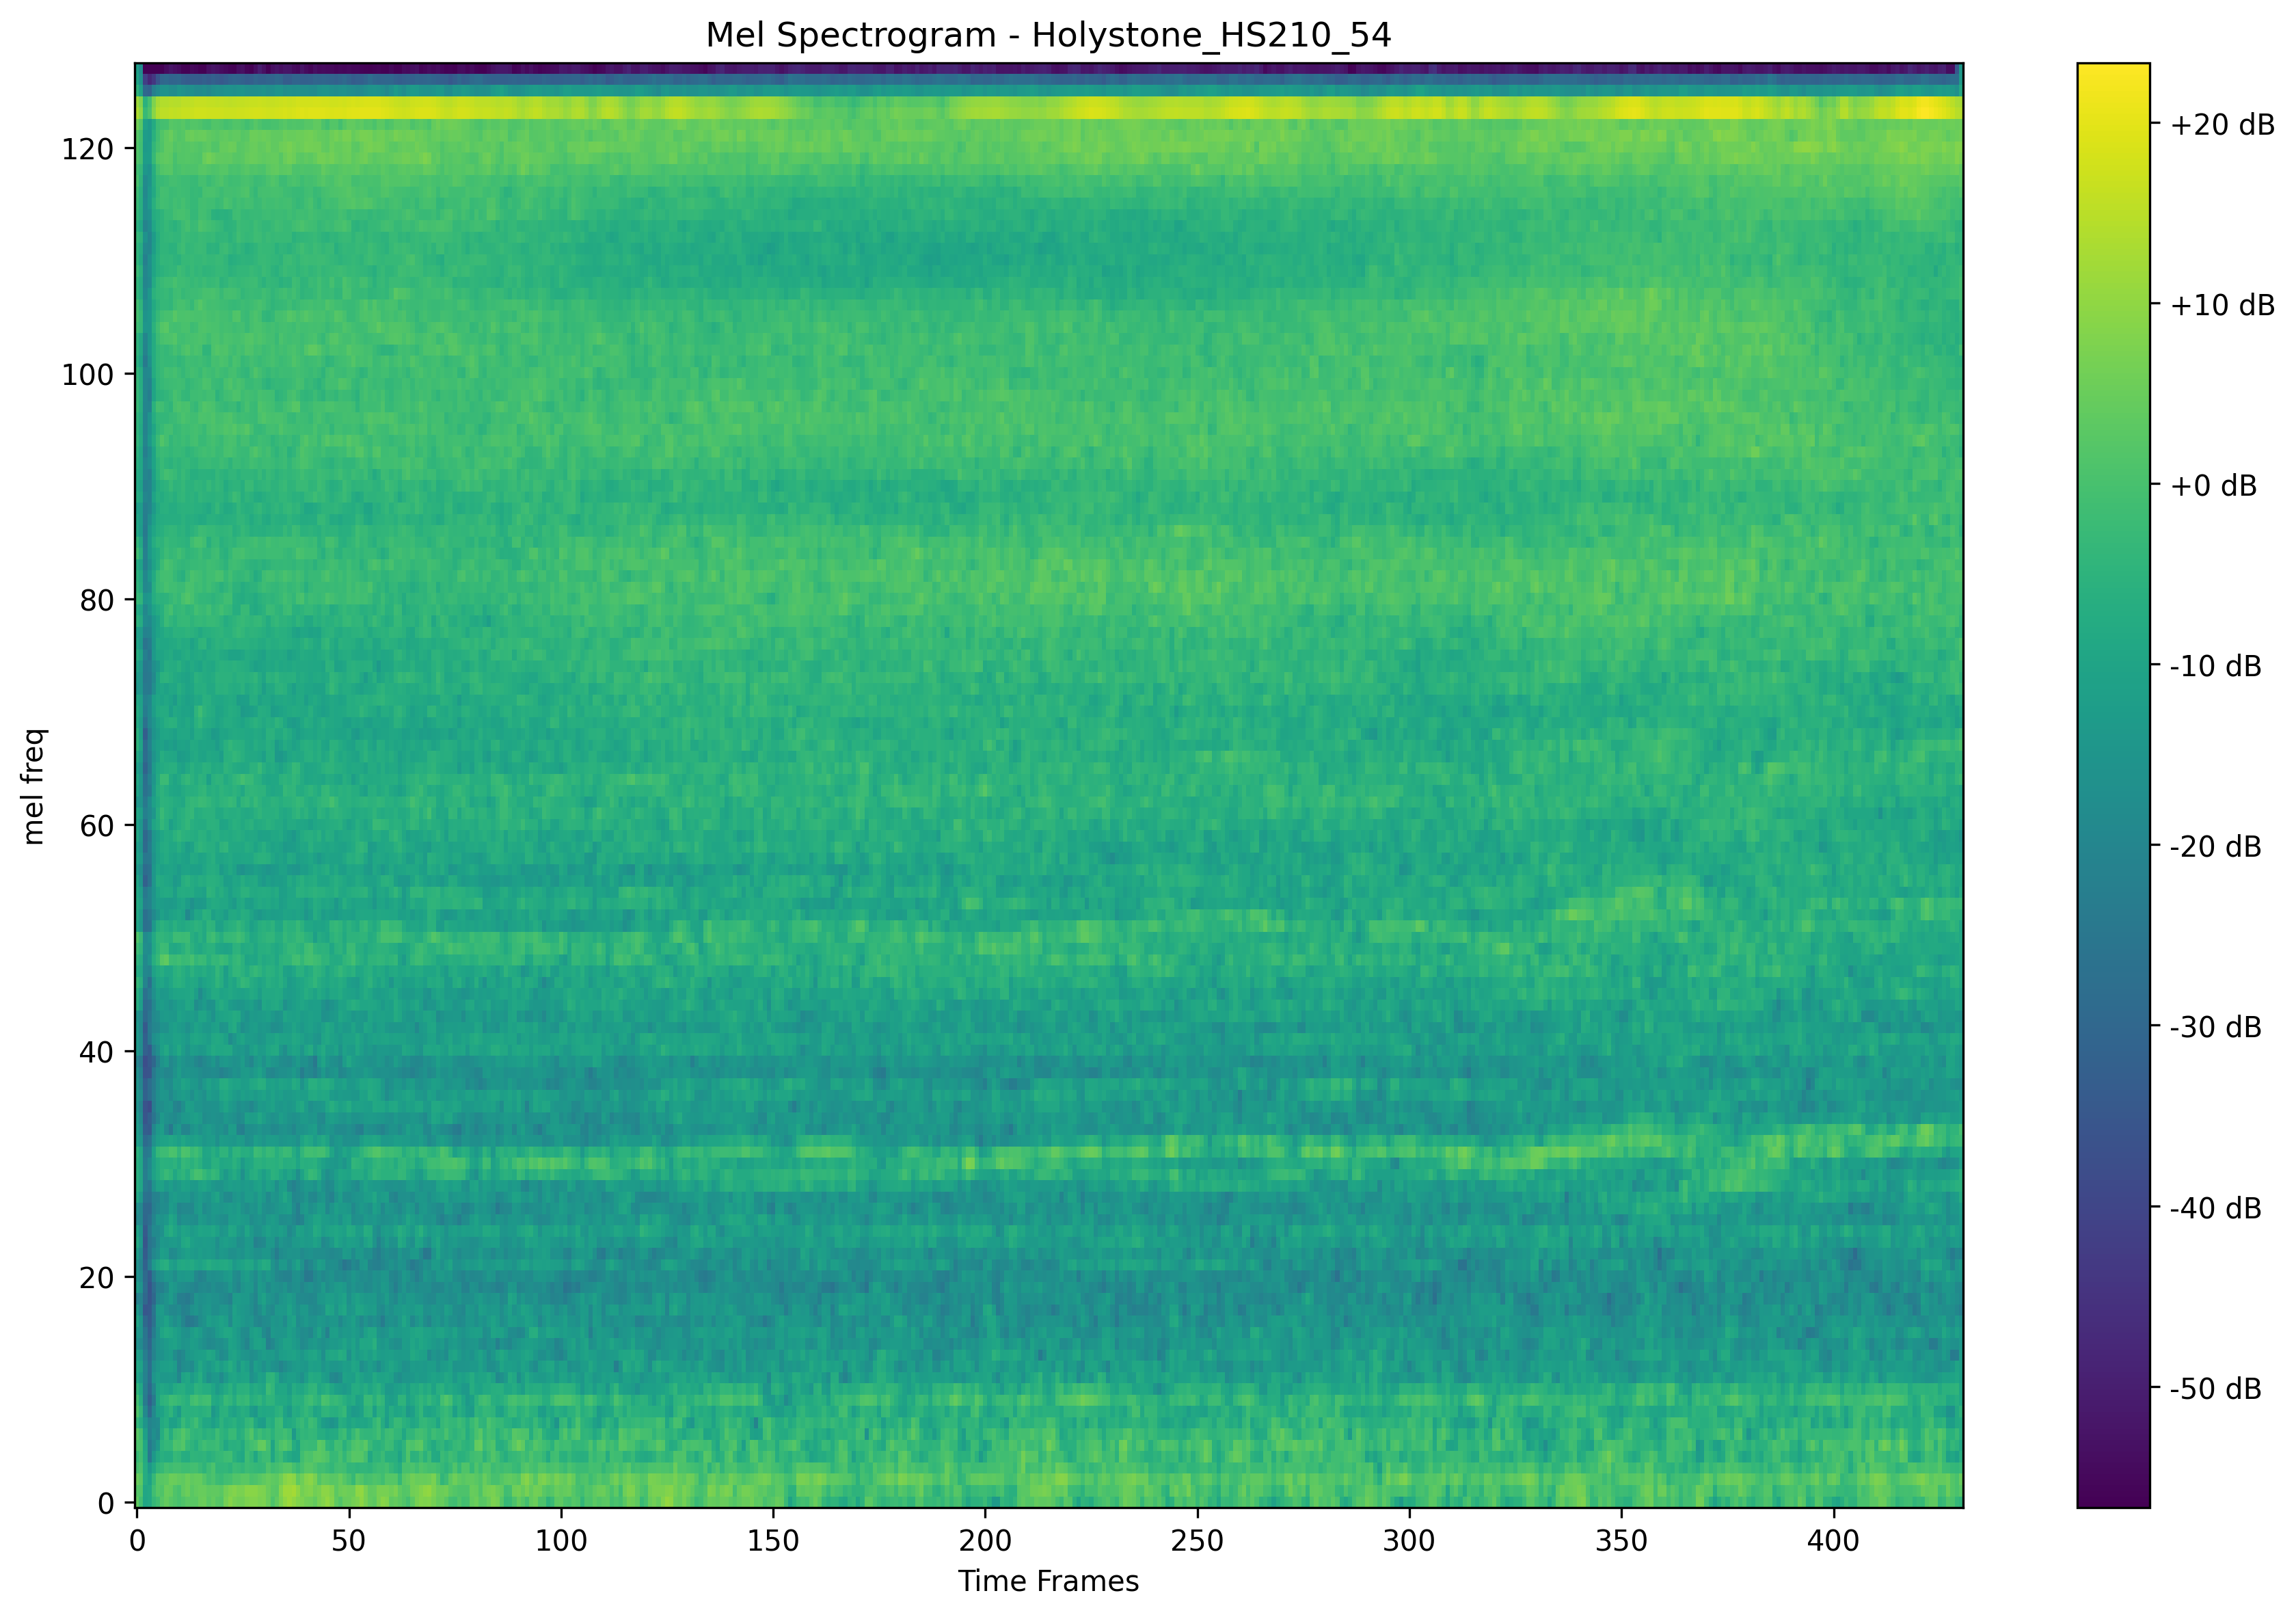 Mel Spectrogram - Holystone_HS210_54
mel freq
120
100
80
60
40
20
0
0 50 100 150 200 250 300 350 400
Time Frames
+20 dB
+10 dB
+0 dB
-10 dB
-20 dB
-30 dB
-40 dB
-50 dB